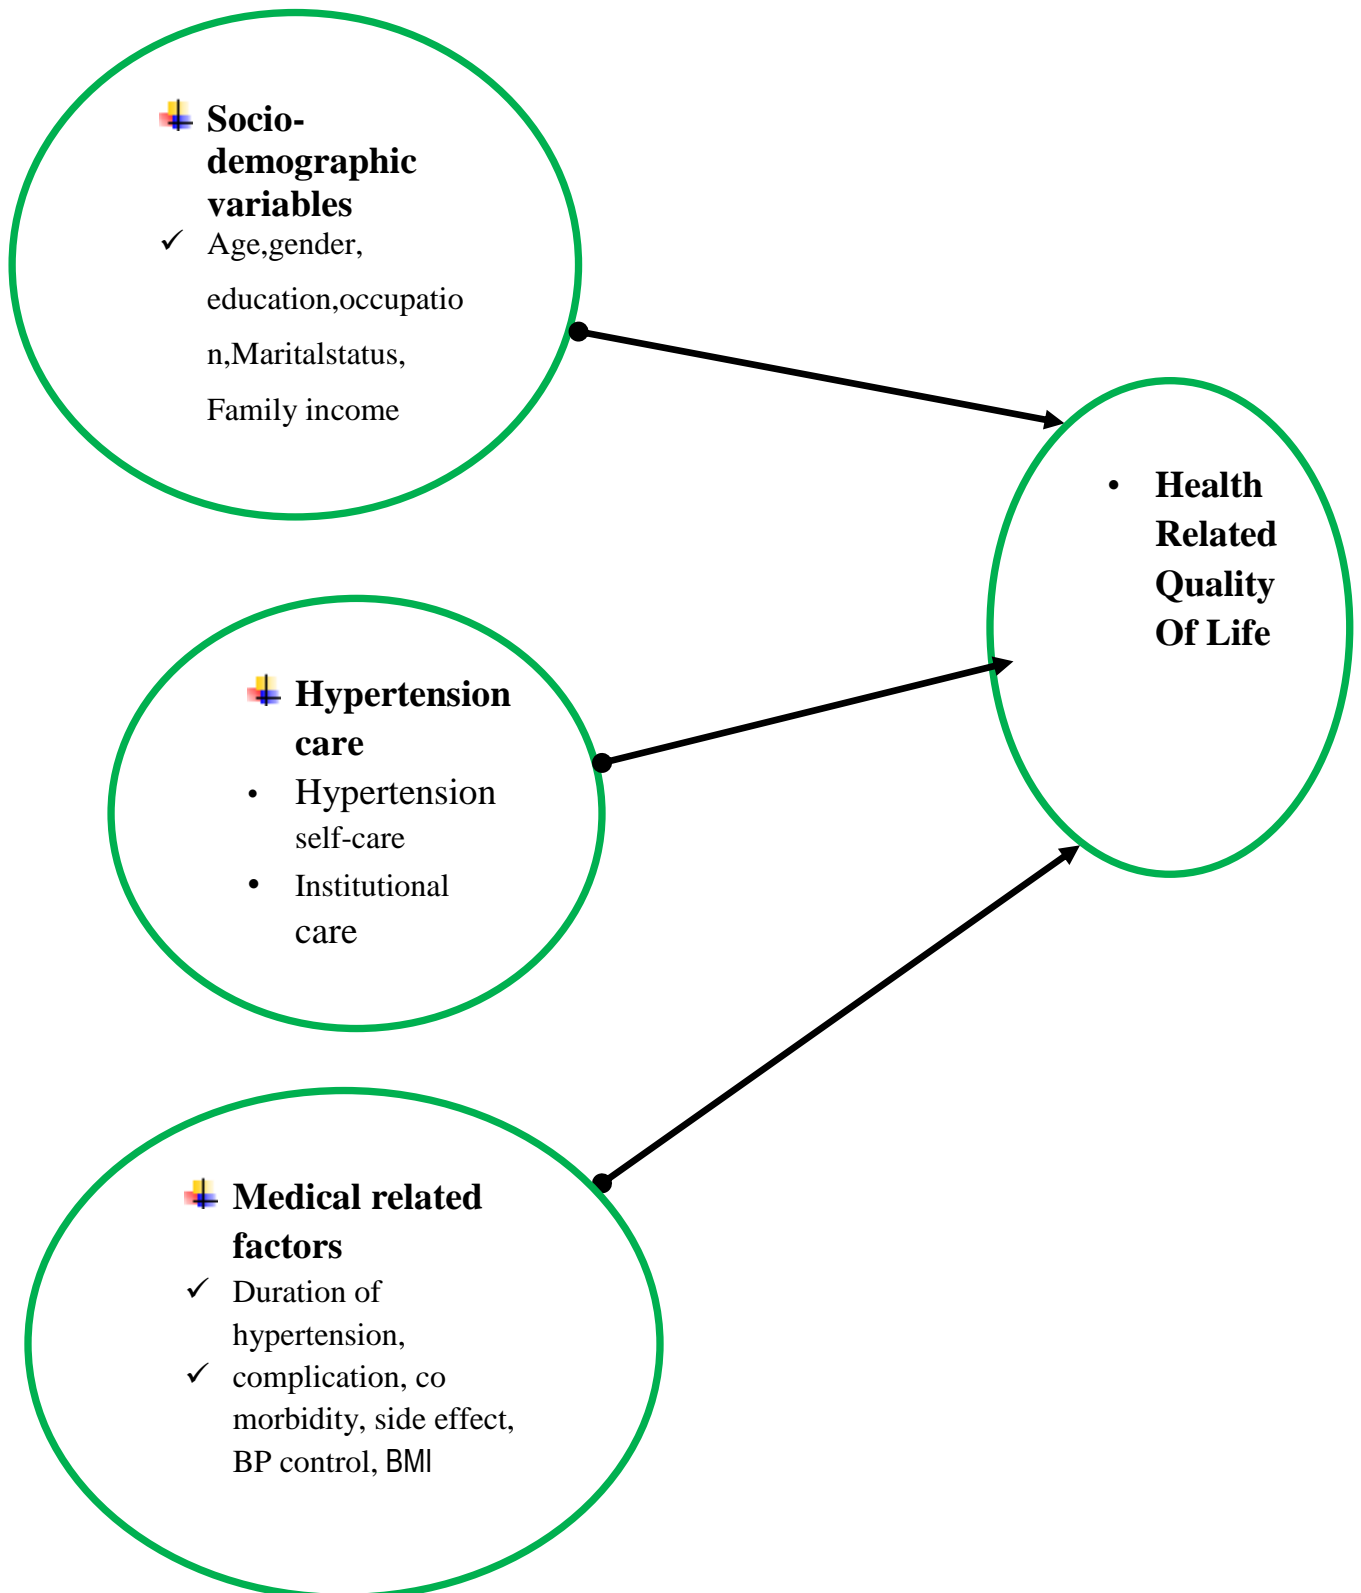 Socio-
demographic
variables
✓ Age,gender,
education,occupatio
n,Maritalstatus,
Family income
• Health
Related
Quality
Of Life
Hypertension
care
• Hypertension
self-care
• Institutional
care
Medical related
factors
✓ Duration of
hypertension,
✓ complication, co
morbidity, side effect,
BP control, BMI